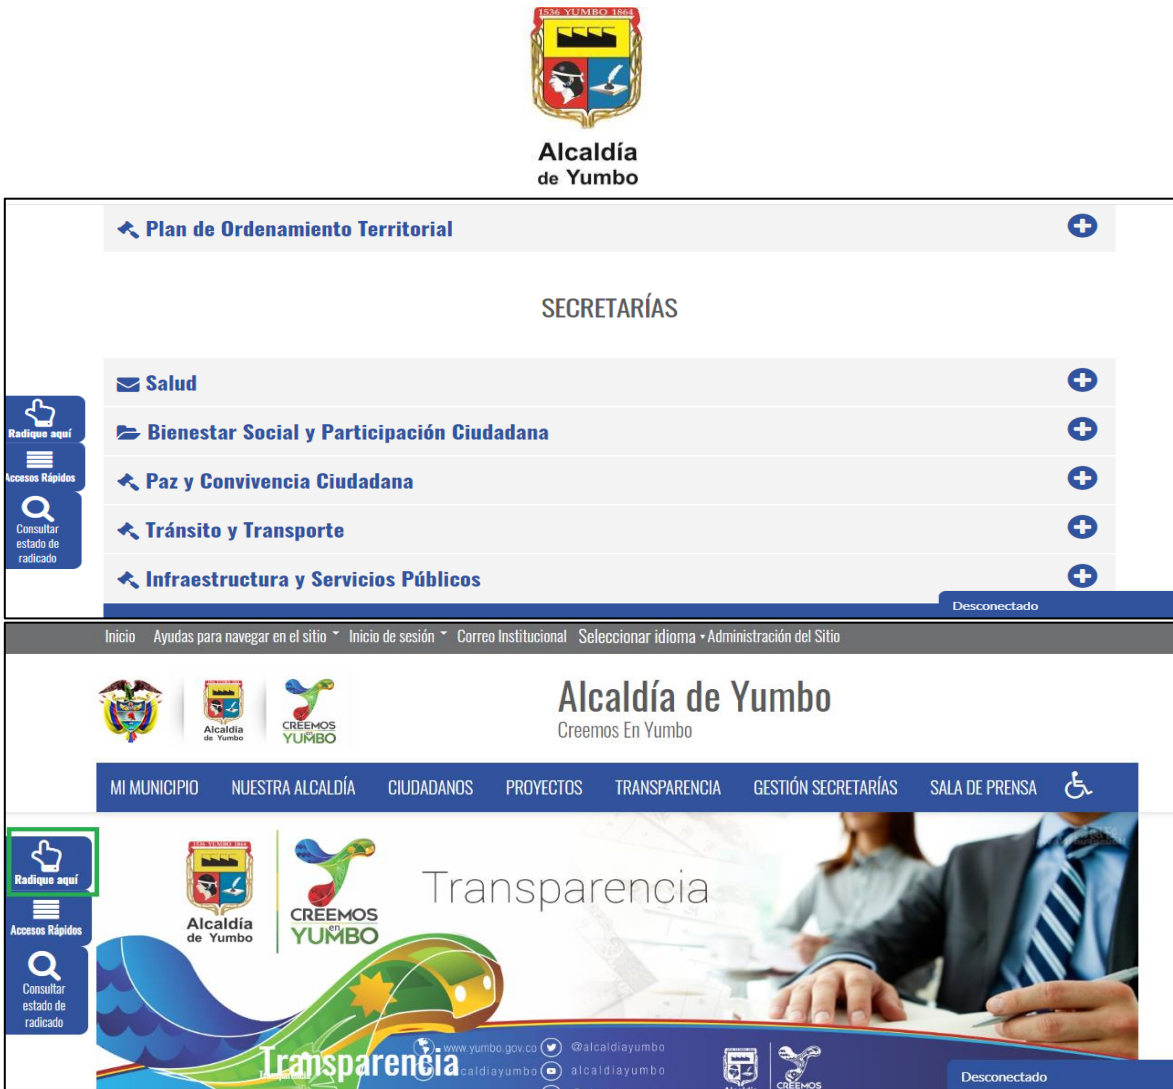 1536 YUMBO 1864
Alcaldía
de Yumbo
Plan de Ordenamiento Territorial
SECRETARÍAS
Salud
Bienestar Social y Participación Ciudadana
Paz y Convivencia Ciudadana
Tránsito y Transporte
Infraestructura y Servicios Públicos
Radique aquí
Accesos Rápidos
Consultar
estado de
radicado
Desconectado
Inicio Ayudas para navegar en el sitio Inicio de sesión Correo Institucional Seleccionar idioma Administración del Sitio
Alcaldía
de Yumbo
CREEMOS
en
YUMBO
Alcaldía de Yumbo
Creemos En Yumbo
MI MUNICIPIO NUESTRA ALCALDÍA CIUDADANOS PROYECTOS TRANSPARENCIA GESTIÓN SECRETARÍAS SALA DE PRENSA
Radique aquí
Accesos Rápidos
Consultar
estado de
radicado
Alcaldía
de Yumbo
CREEMOS
en
YUMBO
Transparencia
www.yumbo.gov.co @alcaldiayumbo
Transparencia
alcaldiayumbo
CREEMOS
Desconectado